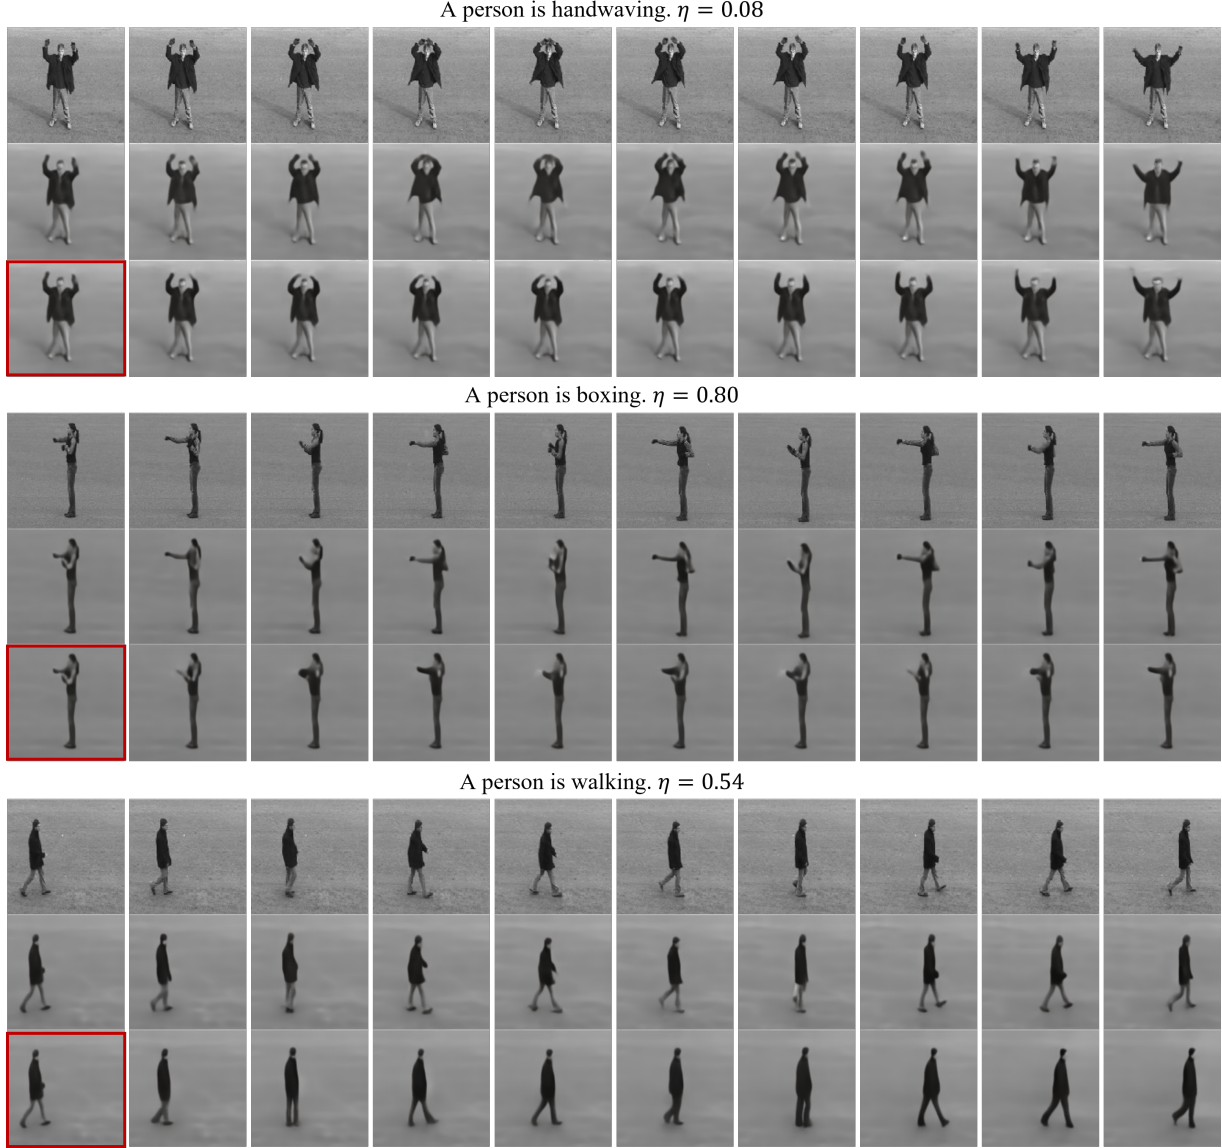 A person is handwaving. η = 0.08
A person is boxing. η = 0.80
A person is walking. η = 0.54